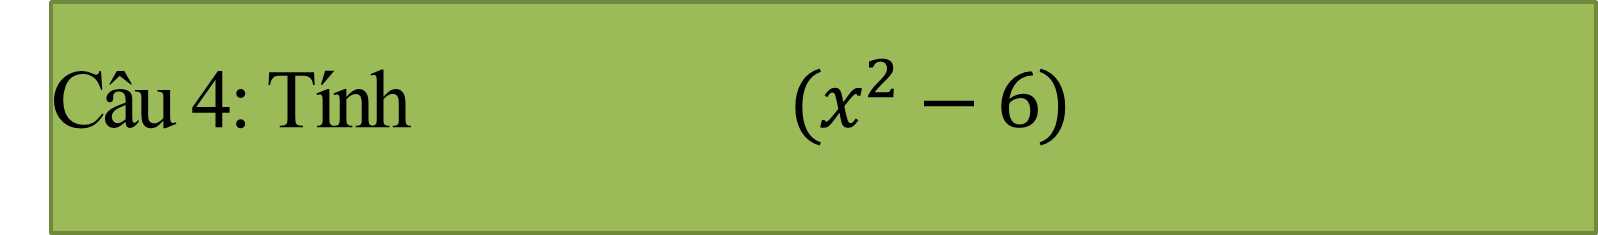 Câu 4: Tính (x² − 6)